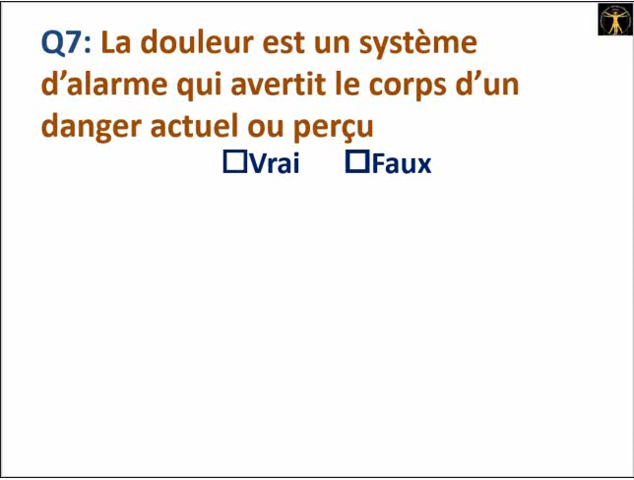 Q7: La douleur est un système
d’alarme qui avertit le corps d’un
danger actuel ou perçu
☐Vrai ☐Faux